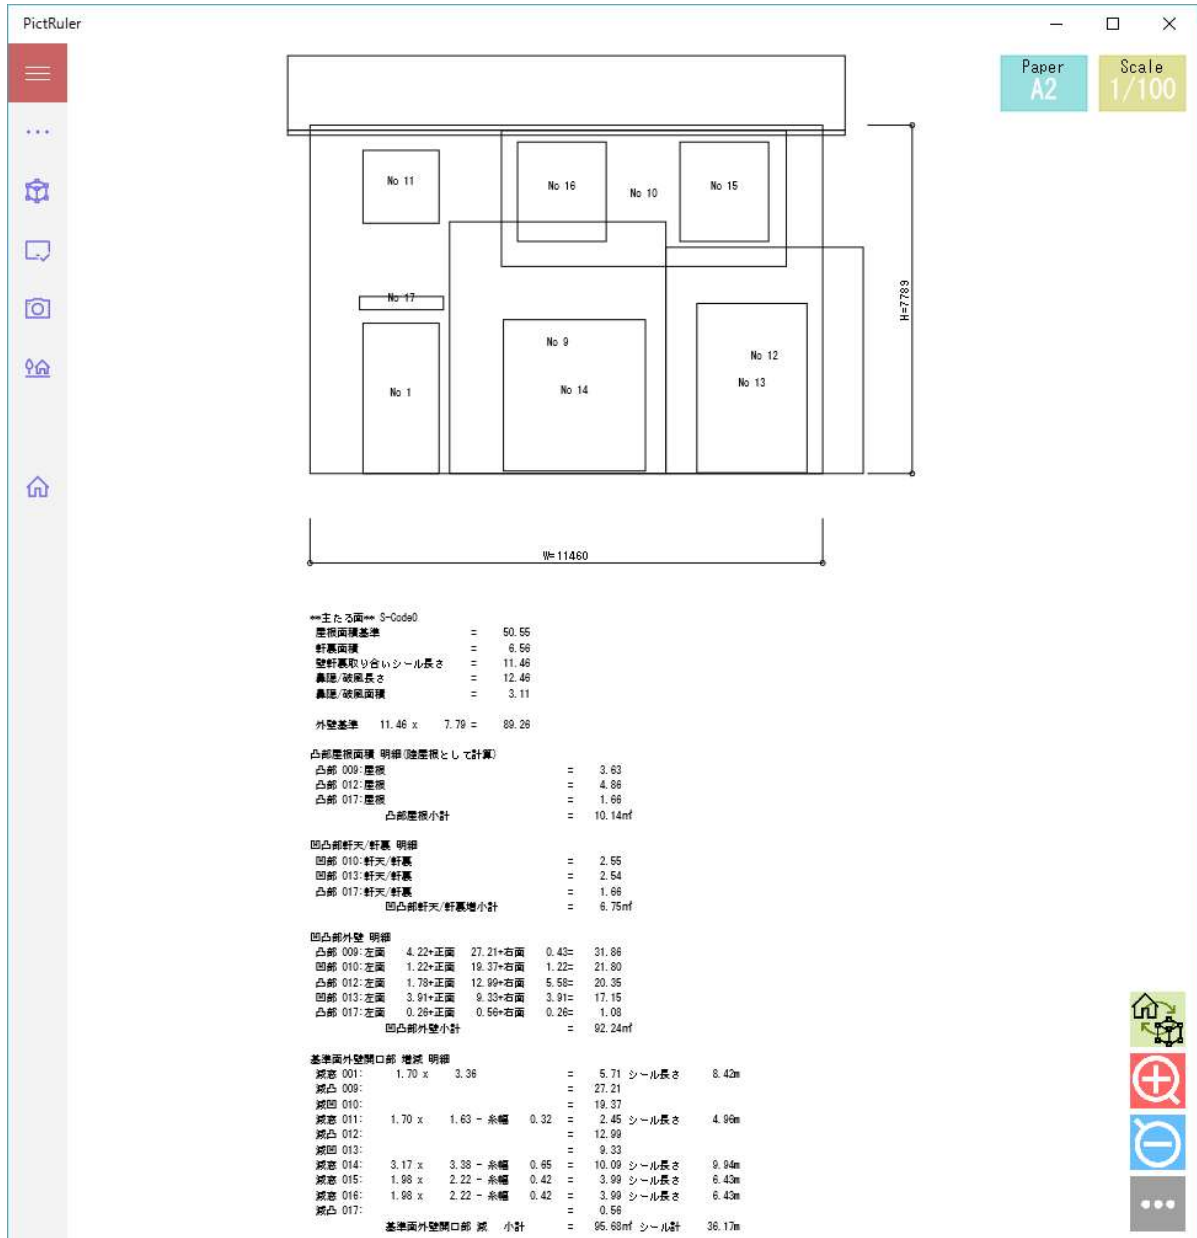 PictRuler
Paper
A2
Scale
1/100
No 11
No 16
No 10
No 15
No 17
H=7789
No 9
No 12
No 14
No 13
No 1
W=11460
**主たる面** S-Code0
屋根面積基準 = 50.55
軒裏面積 = 6.56
壁軒裏取り合いシール長さ = 11.46
鼻隠/破風長さ = 12.46
鼻隠/破風面積 = 3.11
外壁基準 11.46 x 7.79 = 89.26
凸部屋根面積 明細(陸屋根として計算)
凸部 009:屋根 = 3.63
凸部 012:屋根 = 4.86
凸部 017:屋根 = 1.66
凸部屋根小計 = 10.14㎡
凹凸部軒天/軒裏 明細
凹部 010:軒天/軒裏 = 2.55
凹部 013:軒天/軒裏 = 2.54
凸部 017:軒天/軒裏 = 1.66
凹凸部軒天/軒裏増小計 = 6.75㎡
凹凸部外壁 明細
凸部 009:左面 4.22+正面 27.21+右面 0.43= 31.86
凹部 010:左面 1.22+正面 19.37+右面 1.22= 21.80
凸部 012:左面 1.78+正面 12.99+右面 5.58= 20.35
凹部 013:左面 3.91+正面 9.33+右面 3.91= 17.15
凸部 017:左面 0.26+正面 0.56+右面 0.26= 1.08
凹凸部外壁小計 = 92.24㎡
基準面外壁開口部 増減 明細
減窓 001: 1.70 x 3.36 = 5.71 シール長さ 8.42m
減凸 009: = 27.21
減凹 010: = 19.37
減窓 011: 1.70 x 1.63 - 糸幅 0.32 = 2.45 シール長さ 4.96m
減凸 012: = 12.99
減凹 013: = 9.33
減窓 014: 3.17 x 3.38 - 糸幅 0.65 = 10.09 シール長さ 9.94m
減窓 015: 1.98 x 2.22 - 糸幅 0.42 = 3.99 シール長さ 6.43m
減窓 016: 1.98 x 2.22 - 糸幅 0.42 = 3.99 シール長さ 6.43m
減凸 017: = 0.56
基準面外壁開口部 減 小計 = 95.68㎡ シール計 36.17m